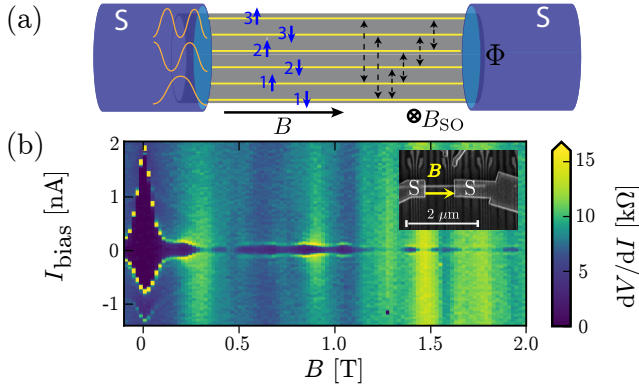 (a)
S
S
3↑
3↓
2↑
2↓
1↑
1↓
Φ
B
⊗B_SO
(b)
I_bias [nA]
2
1
0
-1
0
0.5
1.0
1.5
2.0
B [T]
B
S
S
2 μm
15
10
5
0
dV/dI [kΩ]